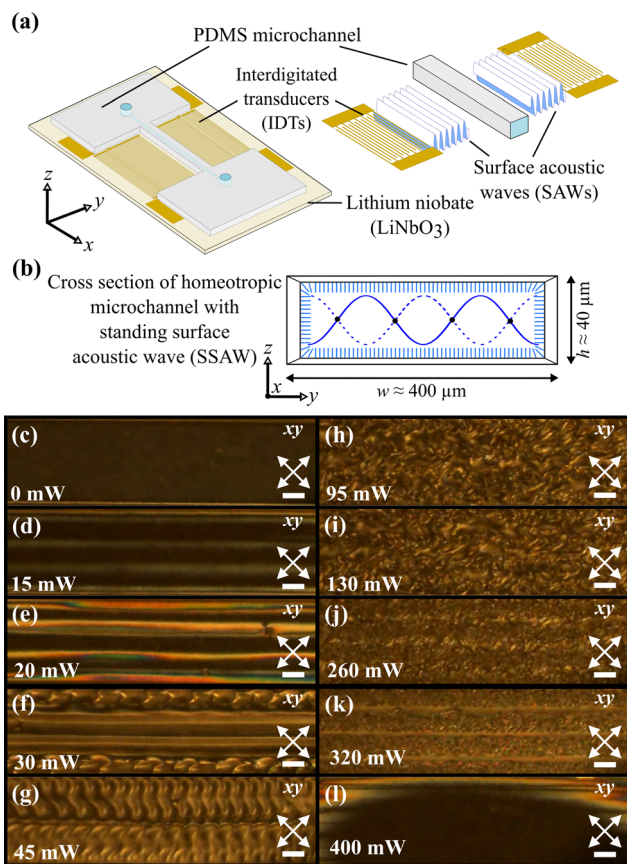 (a)
PDMS microchannel
Interdigitated
transducers
(IDTs)
Surface acoustic
waves (SAWs)
Lithium niobate
(LiNbO3)
z
y
x
(b)
Cross section of homeotropic
microchannel with
standing surface
acoustic wave (SSAW)
z
x
y
w ≈ 400 μm
h ≈ 40 μm
(c)
xy
0 mW
(d)
xy
15 mW
(e)
xy
20 mW
(f)
xy
30 mW
(g)
xy
45 mW
(h)
xy
95 mW
(i)
xy
130 mW
(j)
xy
260 mW
(k)
xy
320 mW
(l)
xy
400 mW